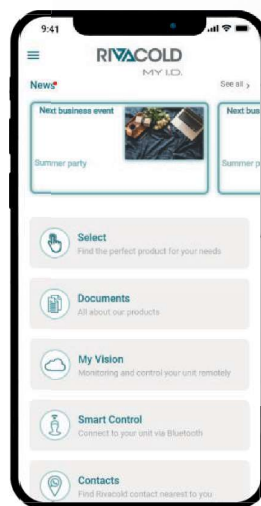 9:41
RIVACOLD
MY I.D.
News
See all >
Next business event
Summer party
Next bus
Summer p
Select
Find the perfect product for your needs
Documents
All about our products
My Vision
Monitoring and control your unit remotely
Smart Control
Connect to your unit via Bluetooth
Contacts
Find Rivacold contact nearest to you